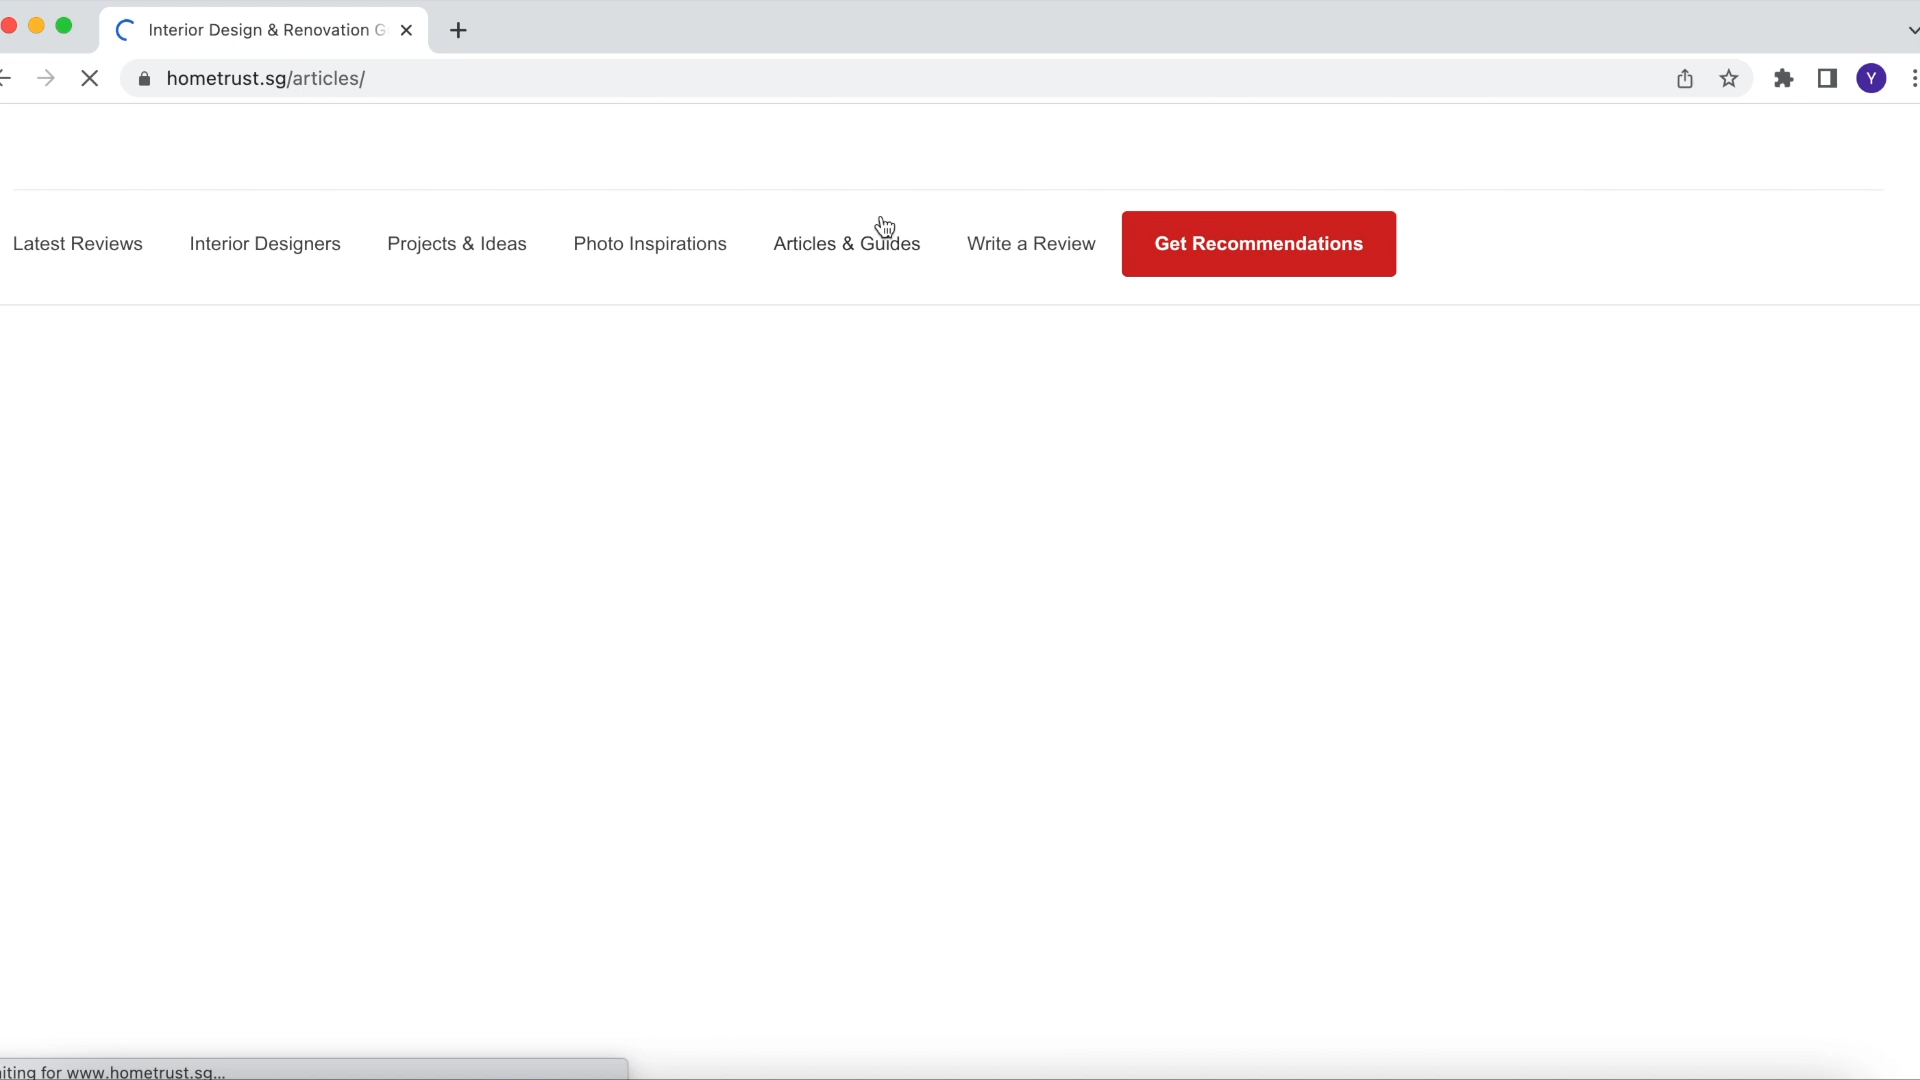 Interior Design & Renovation G
hometrust.sg/articles/
Y
Latest Reviews
Interior Designers
Projects & Ideas
Photo Inspirations
Articles & Guides
Write a Review
Get Recommendations
iting for www.hometrust.sg...